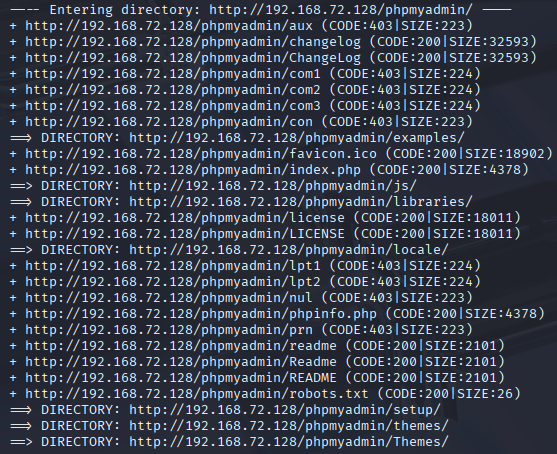 ---- Entering directory: http://192.168.72.128/phpmyadmin/ ----
+ http://192.168.72.128/phpmyadmin/aux (CODE:403|SIZE:223)
+ http://192.168.72.128/phpmyadmin/changelog (CODE:200|SIZE:32593)
+ http://192.168.72.128/phpmyadmin/ChangeLog (CODE:200|SIZE:32593)
+ http://192.168.72.128/phpmyadmin/com1 (CODE:403|SIZE:224)
+ http://192.168.72.128/phpmyadmin/com2 (CODE:403|SIZE:224)
+ http://192.168.72.128/phpmyadmin/com3 (CODE:403|SIZE:224)
+ http://192.168.72.128/phpmyadmin/con (CODE:403|SIZE:223)
==> DIRECTORY: http://192.168.72.128/phpmyadmin/examples/
+ http://192.168.72.128/phpmyadmin/favicon.ico (CODE:200|SIZE:18902)
+ http://192.168.72.128/phpmyadmin/index.php (CODE:200|SIZE:4378)
==> DIRECTORY: http://192.168.72.128/phpmyadmin/js/
==> DIRECTORY: http://192.168.72.128/phpmyadmin/libraries/
+ http://192.168.72.128/phpmyadmin/license (CODE:200|SIZE:18011)
+ http://192.168.72.128/phpmyadmin/LICENSE (CODE:200|SIZE:18011)
==> DIRECTORY: http://192.168.72.128/phpmyadmin/locale/
+ http://192.168.72.128/phpmyadmin/lpt1 (CODE:403|SIZE:224)
+ http://192.168.72.128/phpmyadmin/lpt2 (CODE:403|SIZE:224)
+ http://192.168.72.128/phpmyadmin/nul (CODE:403|SIZE:223)
+ http://192.168.72.128/phpmyadmin/phpinfo.php (CODE:200|SIZE:4378)
+ http://192.168.72.128/phpmyadmin/prn (CODE:403|SIZE:223)
+ http://192.168.72.128/phpmyadmin/readme (CODE:200|SIZE:2101)
+ http://192.168.72.128/phpmyadmin/Readme (CODE:200|SIZE:2101)
+ http://192.168.72.128/phpmyadmin/README (CODE:200|SIZE:2101)
+ http://192.168.72.128/phpmyadmin/robots.txt (CODE:200|SIZE:26)
==> DIRECTORY: http://192.168.72.128/phpmyadmin/setup/
==> DIRECTORY: http://192.168.72.128/phpmyadmin/themes/
==> DIRECTORY: http://192.168.72.128/phpmyadmin/Themes/